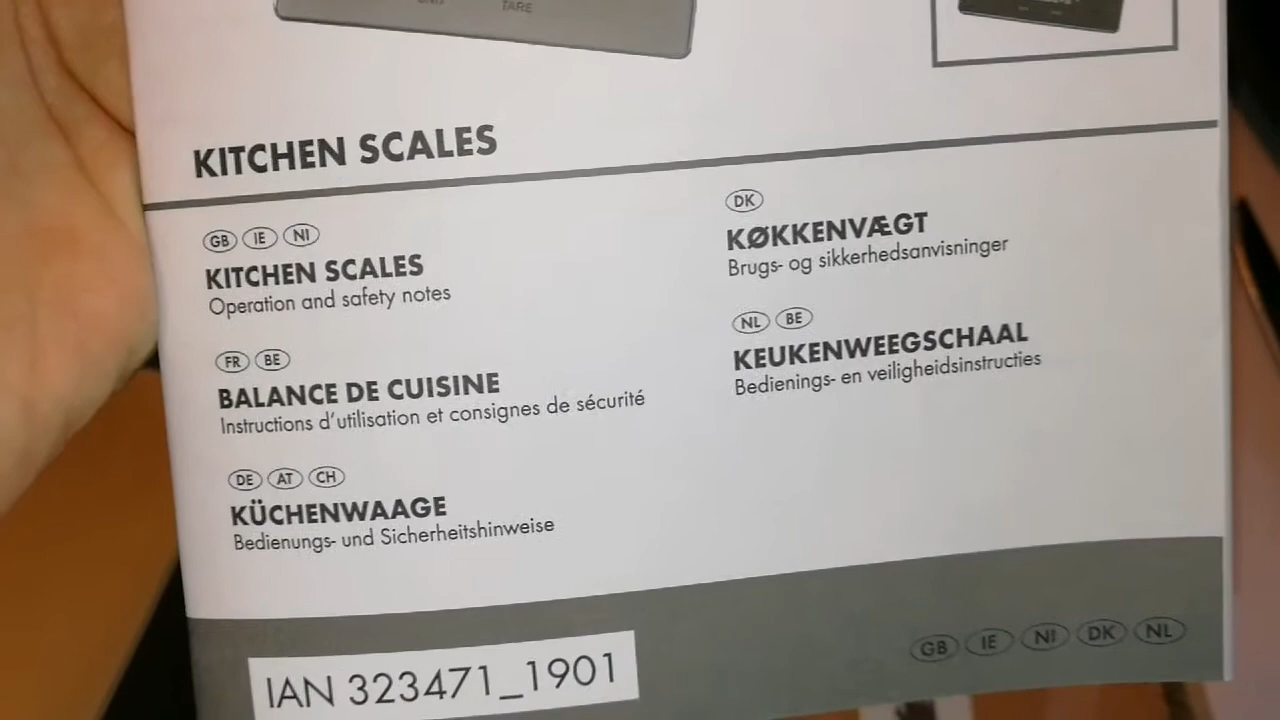 TARE
KITCHEN SCALES
GB IE NI
KITCHEN SCALES
Operation and safety notes
FR BE
BALANCE DE CUISINE
Instructions d'utilisation et consignes de sécurité
DE AT CH
KÜCHENWAAGE
Bedienungs- und Sicherheitshinweise
DK
KØKKENVÆGT
Brugs- og sikkerhedsanvisninger
NL BE
KEUKENWEEGSCHAAL
Bedienings- en veiligheidsinstructies
IAN 323471_1901
GB IE NI DK NL